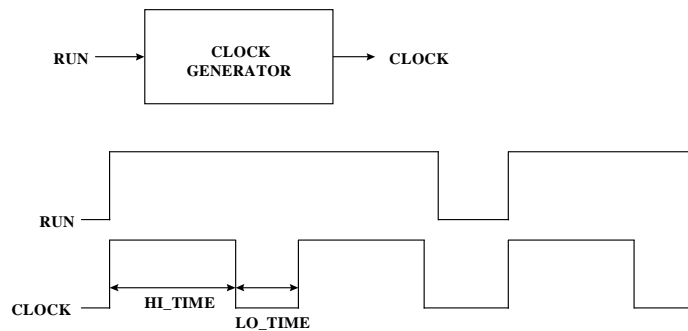 RUN
CLOCK
GENERATOR
CLOCK
RUN
HI_TIME
CLOCK
LO_TIME